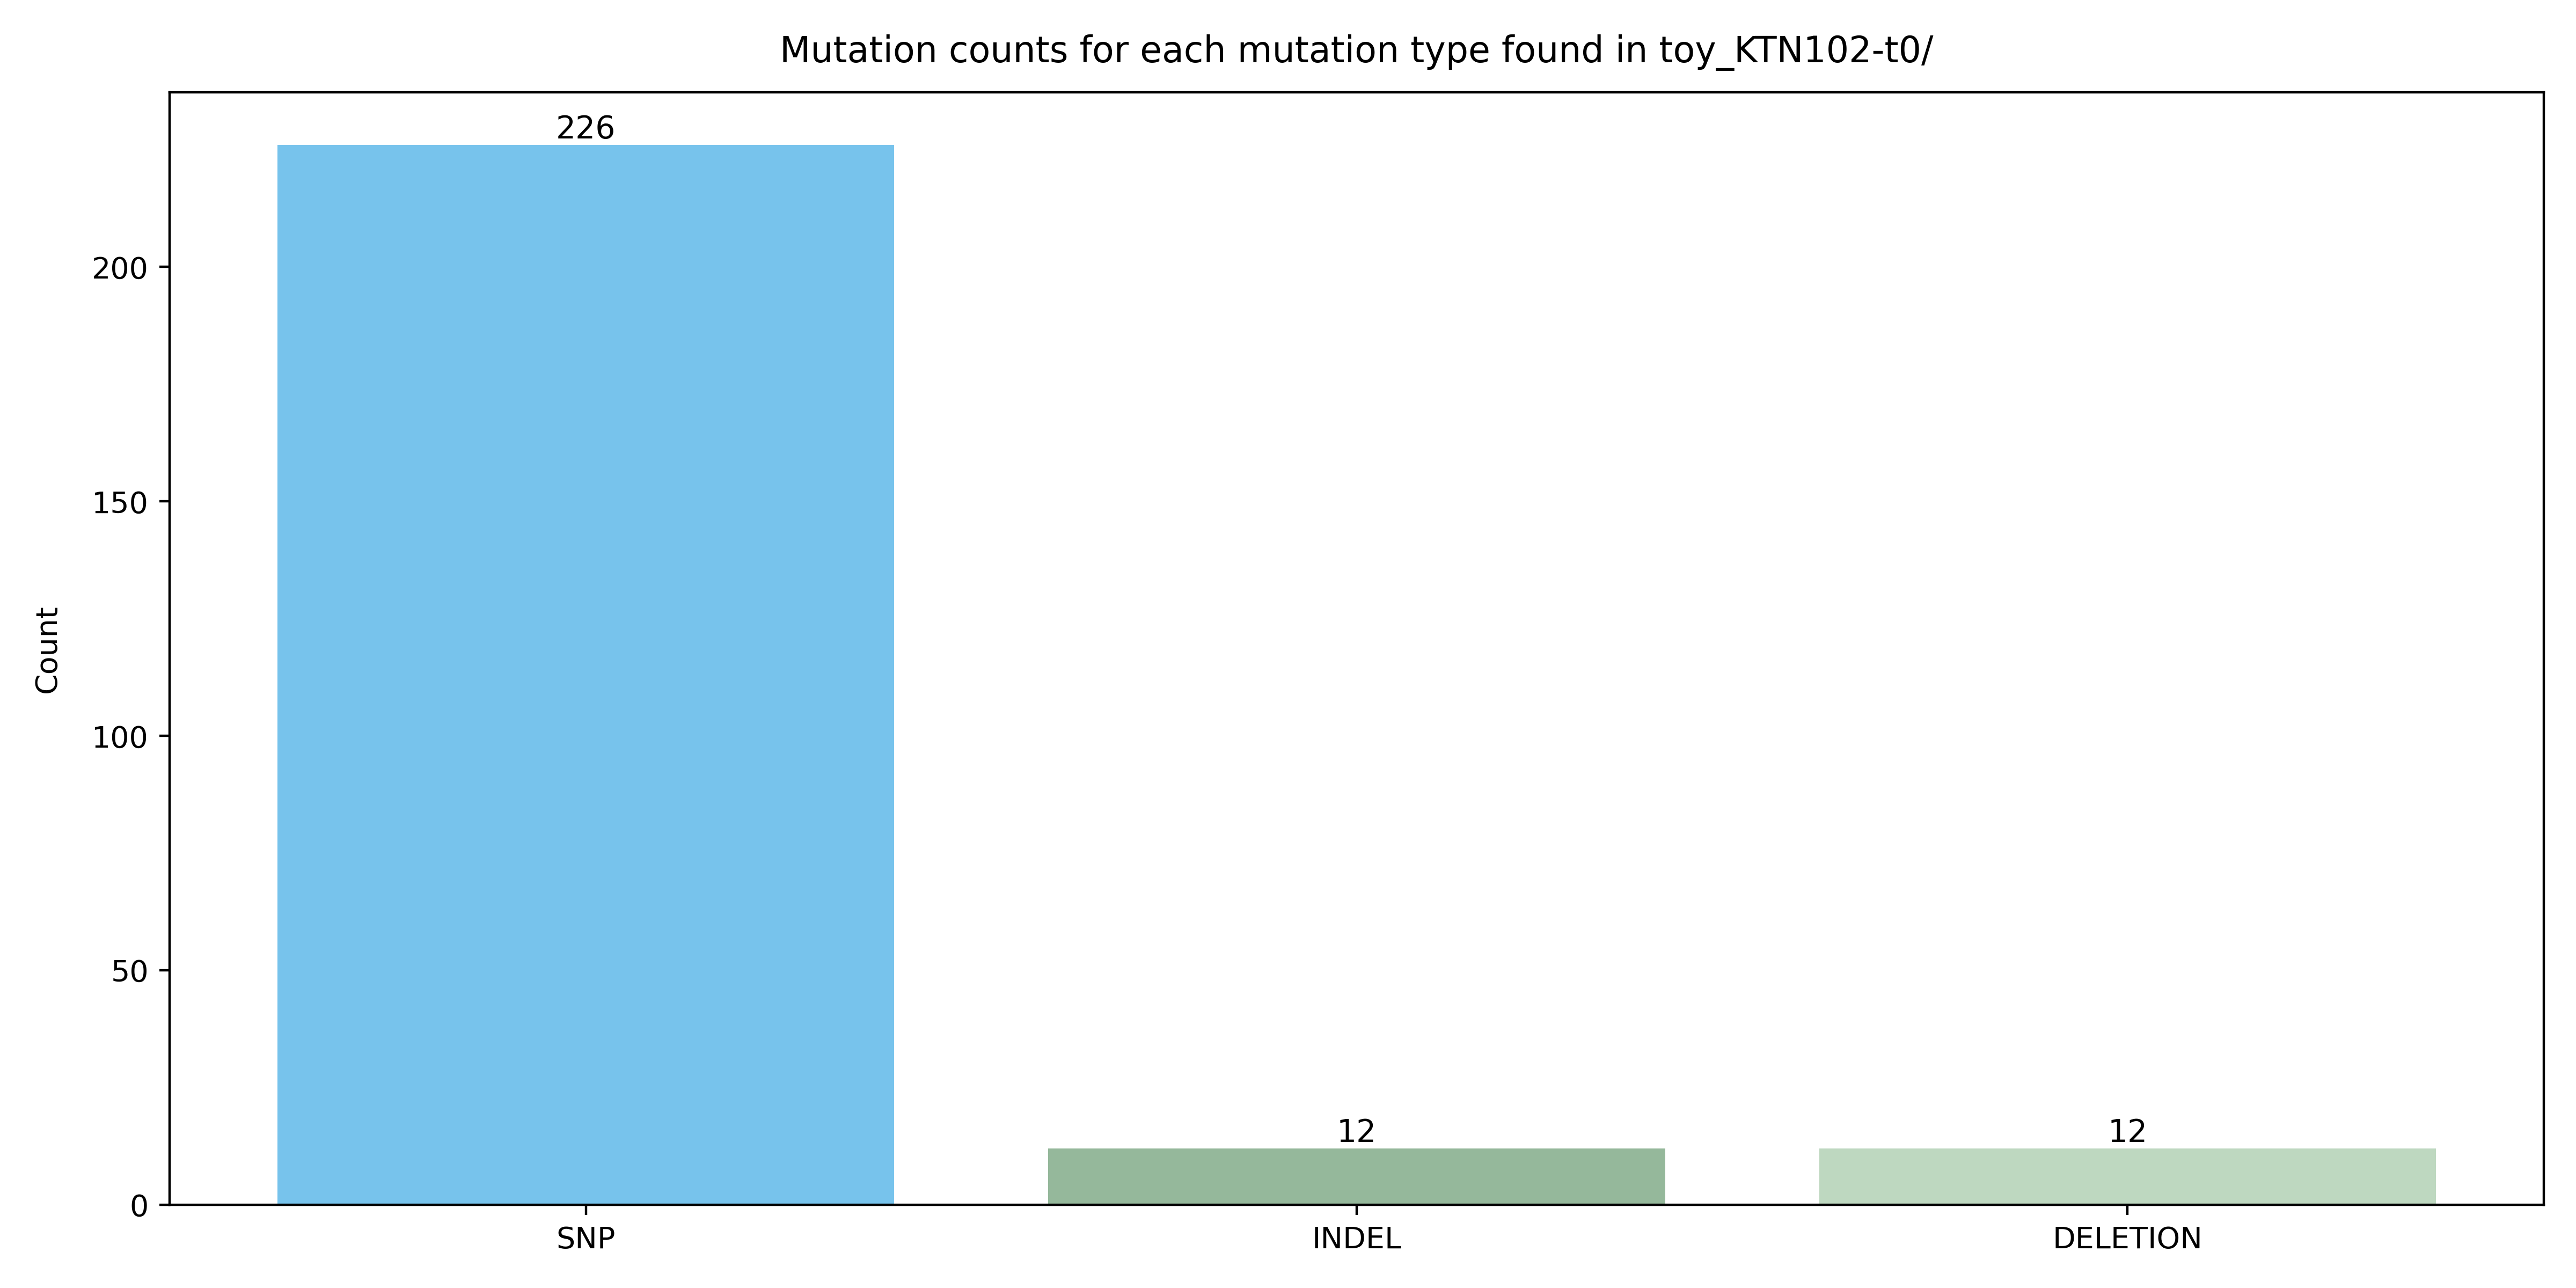 Mutation counts for each mutation type found in toy_KTN102-t0/
226
200
150
100
50
0
Count
12
12
SNP
INDEL
DELETION